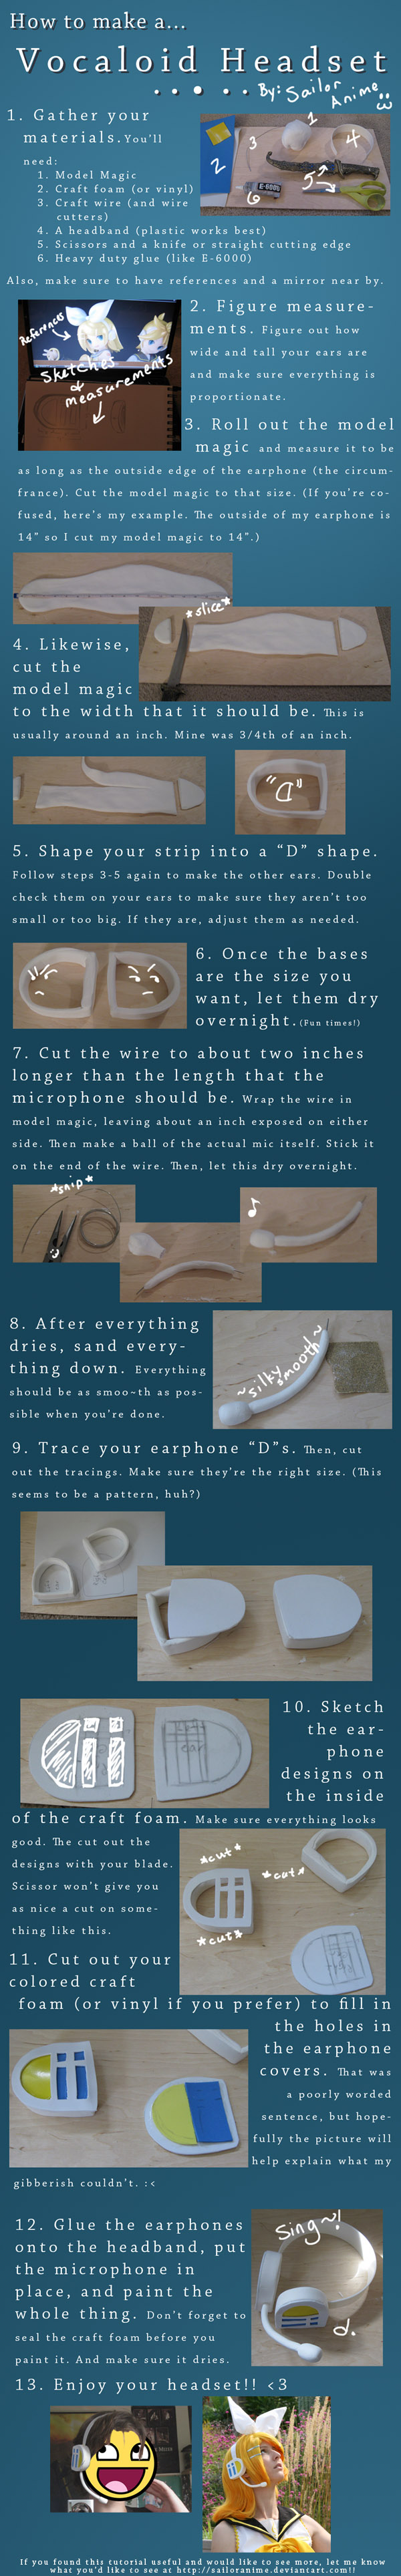 How to make a...
Vocaloid Headset
By: Sailor
Anime
1. Gather your
materials. You'll
need:
1. Model Magic
2. Craft foam (or vinyl)
3. Craft wire (and wire
cutters)
4. A headband (plastic works best)
5. Scissors and a knife or straight cutting edge
6. Heavy duty glue (like E-6000)
1
2
3
4
5
6
E-6000
Also, make sure to have references and a mirror near by.
References
Sketches
&
measurements
2. Figure measure-
ments. Figure out how
wide and tall your ears are
and make sure everything is
proportionate.
3. Roll out the model
magic and measure it to be
as long as the outside edge of the earphone (the circum-
france). Cut the model magic to that size. (If you're co-
fused, here's my example. The outside of my earphone is
14" so I cut my model magic to 14".)
*slice*
4. Likewise,
cut the
model magic
to the width that it should be. This is
usually around an inch. Mine was 3/4th of an inch.
"D"
5. Shape your strip into a "D" shape.
Follow steps 3-5 again to make the other ears. Double
check them on your ears to make sure they aren't too
small or too big. If they are, adjust them as needed.
6. Once the bases
are the size you
want, let them dry
overnight. (Fun times!)
7. Cut the wire to about two inches
longer than the length that the
microphone should be. Wrap the wire in
model magic, leaving about an inch exposed on either
side. Then make a ball of the actual mic itself. Stick it
on the end of the wire. Then, let this dry overnight.
*snip*
8. After everything
dries, sand every-
thing down. Everything
should be as smoo~th as pos-
sible when you're done.
~silky
smooth~
9. Trace your earphone "D"s. Then, cut
out the tracings. Make sure they're the right size. (This
seems to be a pattern, huh?)
10. Sketch
the ear-
phone
designs on
the inside
of the craft foam. Make sure everything looks
good. The cut out the
designs with your blade.
Scissor won't give you
as nice a cut on some-
thing like this.
*cut*
*cut*
*cut*
11. Cut out your
colored craft
foam (or vinyl if you prefer) to fill in
the holes in
the earphone
covers. That was
a poorly worded
sentence, but hope-
fully the picture will
help explain what my
gibberish couldn't. :<
12. Glue the earphones
onto the headband, put
the microphone in
place, and paint the
whole thing. Don't forget to
seal the craft foam before you
paint it. And make sure it dries.
Sing~!
d.
13. Enjoy your headset!! <3
If you found this tutorial useful and would like to see more, let me know
what you'd like to see at http://sailoranime.deviantart.com!!